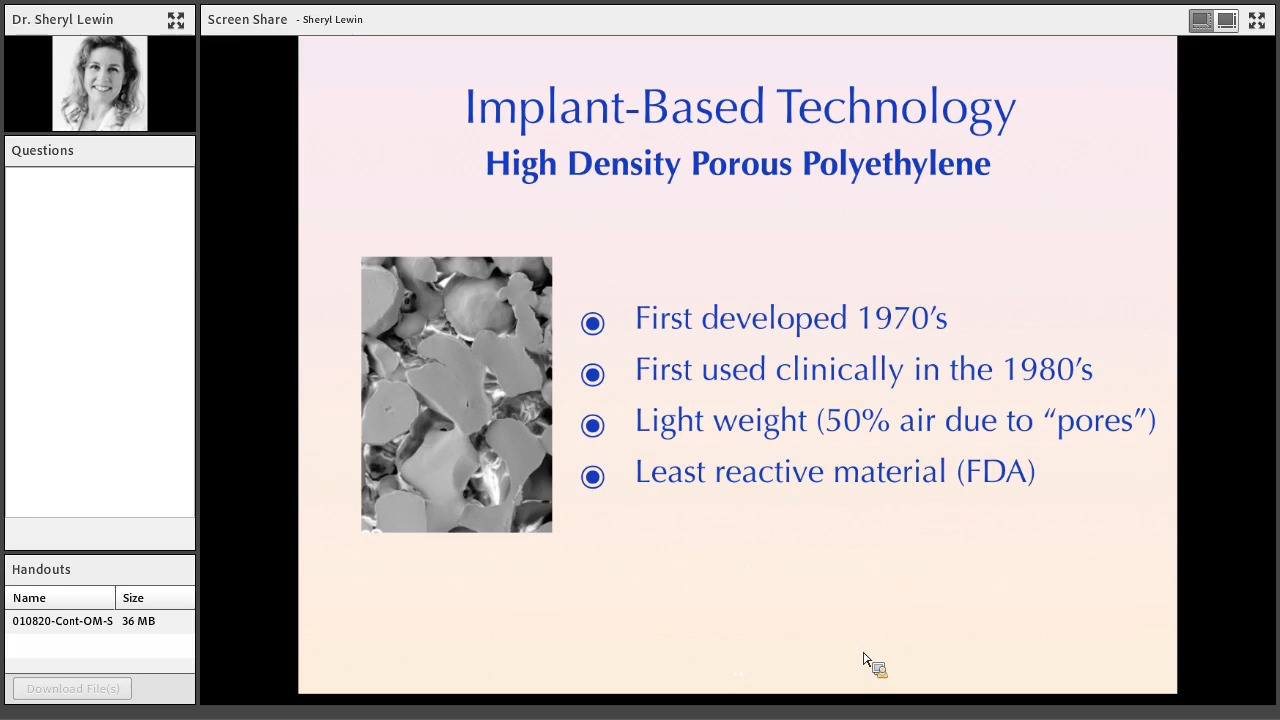 Dr. Sheryl Lewin
Screen Share - Sheryl Lewin
Questions
Handouts
Name Size
010820-Cont-OM-S 36 MB
Download File(s)
Implant-Based Technology
High Density Porous Polyethylene
First developed 1970’s
First used clinically in the 1980’s
Light weight (50% air due to “pores”)
Least reactive material (FDA)